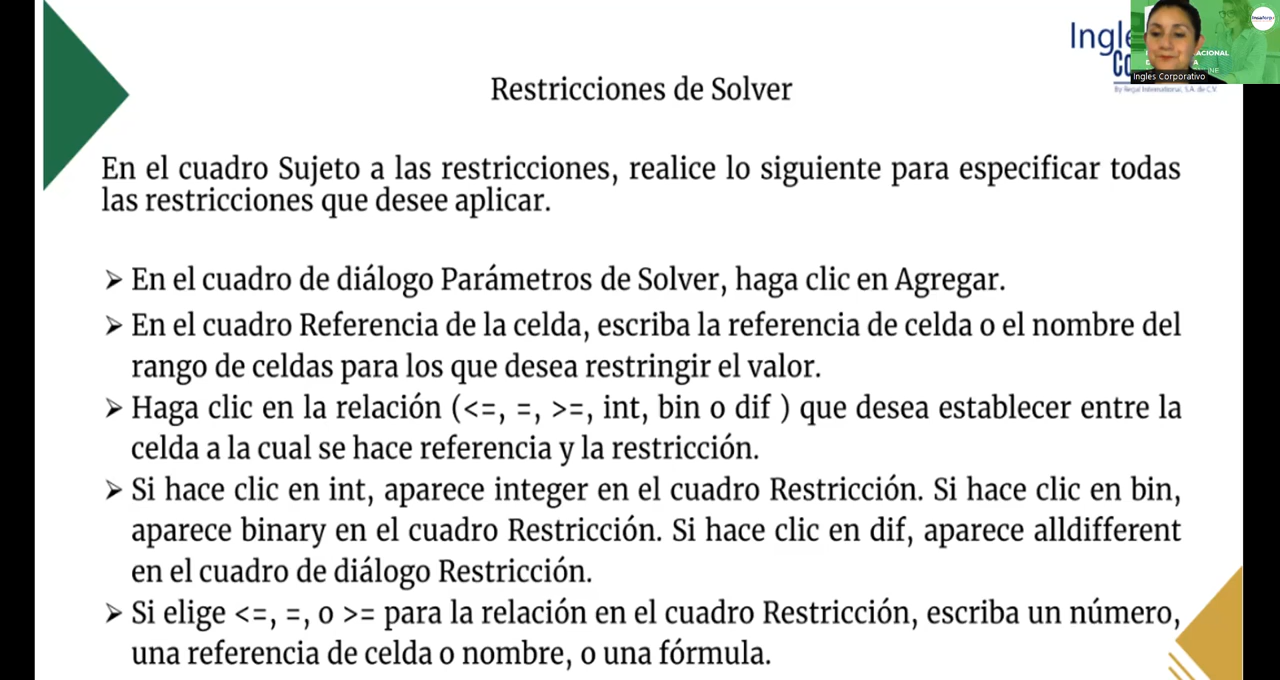 Restricciones de Solver
En el cuadro Sujeto a las restricciones, realice lo siguiente para especificar todas
las restricciones que desee aplicar.
➢ En el cuadro de diálogo Parámetros de Solver, haga clic en Agregar.
➢ En el cuadro Referencia de la celda, escriba la referencia de celda o el nombre del
rango de celdas para los que desea restringir el valor.
➢ Haga clic en la relación (<=, =, >=, int, bin o dif ) que desea establecer entre la
celda a la cual se hace referencia y la restricción.
➢ Si hace clic en int, aparece integer en el cuadro Restricción. Si hace clic en bin,
aparece binary en el cuadro Restricción. Si hace clic en dif, aparece alldifferent
en el cuadro de diálogo Restricción.
➢ Si elige <=, =, o >= para la relación en el cuadro Restricción, escriba un número,
una referencia de celda o nombre, o una fórmula.
Ingles Corporativo